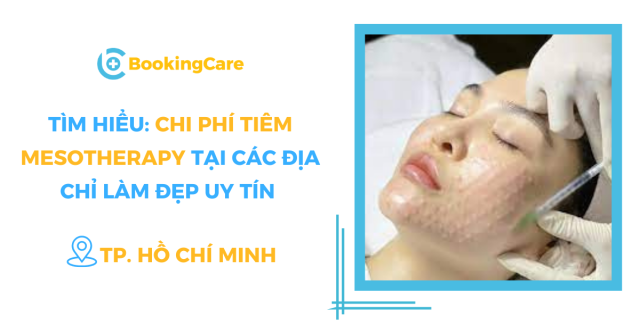 BookingCare
TÌM HIỂU: CHI PHÍ TIÊM
MESOTHERAPY TẠI CÁC ĐỊA
CHỈ LÀM ĐẸP UY TÍN
TP. HỒ CHÍ MINH